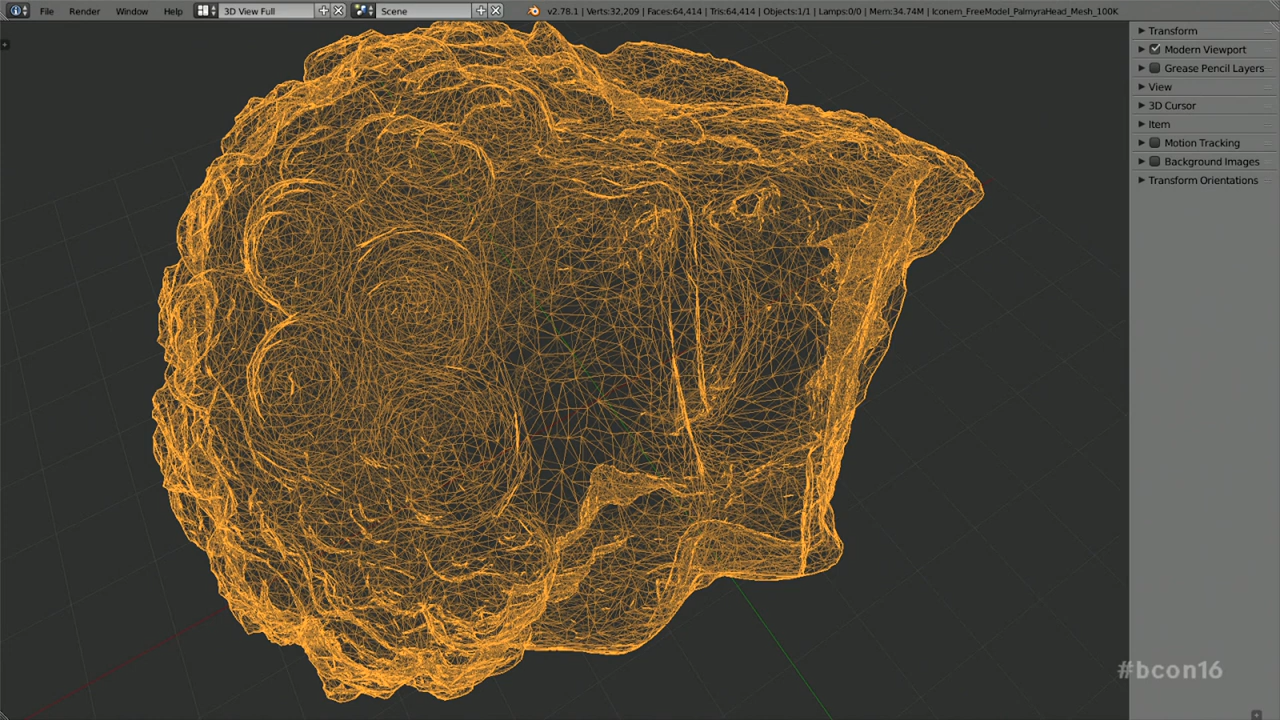 File Render Window Help 3D View Full Scene v2.78.1 | Verts:32,209 | Faces:64,414 | Tris:64,414 | Objects:1/1 | Lamps:0/0 | Mem:34.74M | Iconem_FreeModel_PalmyraHead_Mesh_100K
Transform
Modern Viewport
Grease Pencil Layers
View
3D Cursor
Item
Motion Tracking
Background Images
Transform Orientations
#bcon16